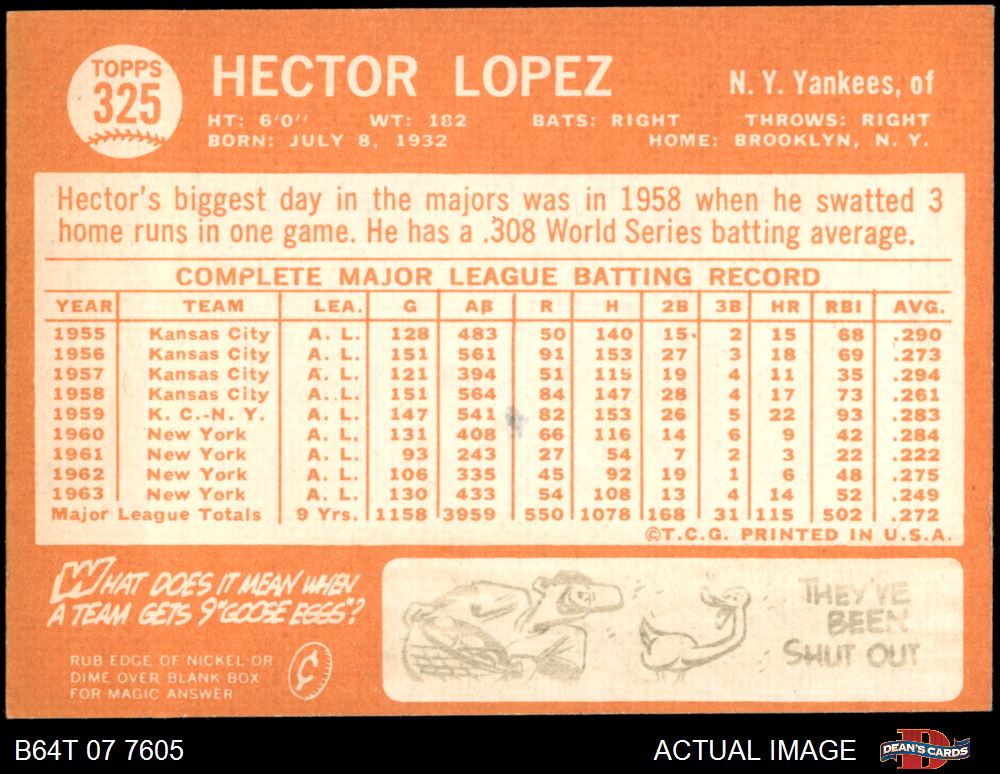 TOPPS
325
HECTOR LOPEZ
N. Y. Yankees, of
HT: 6'0" WT: 182 BATS: RIGHT THROWS: RIGHT
BORN: JULY 8, 1932 HOME: BROOKLYN, N. Y.
Hector's biggest day in the majors was in 1958 when he swatted 3
home runs in one game. He has a .308 World Series batting average.
COMPLETE MAJOR LEAGUE BATTING RECORD
YEAR TEAM LEA. G AB R H 2B 3B HR RBI AVG.
1955 Kansas City A. L. 128 483 50 140 15 2 15 68 .290
1956 Kansas City A. L. 151 561 91 153 27 3 18 69 .273
1957 Kansas City A. L. 121 394 51 115 19 4 11 35 .294
1958 Kansas City A. L. 151 564 84 147 28 4 17 73 .261
1959 K. C.-N. Y. A. L. 147 541 82 153 26 5 22 93 .283
1960 New York A. L. 131 408 66 116 14 6 9 42 .284
1961 New York A. L. 93 243 27 54 7 2 3 22 .222
1962 New York A. L. 106 335 45 92 19 1 6 48 .275
1963 New York A. L. 130 433 54 108 13 4 14 52 .249
Major League Totals 9 Yrs. 1158 3959 550 1078 168 31 115 502 .272
©T.C.G. PRINTED IN U.S.A.
WHAT DOES IT MEAN WHEN
A TEAM GETS 9 "GOOSE EGGS"?
RUB EDGE OF NICKEL OR
DIME OVER BLANK BOX
FOR MAGIC ANSWER
¢
THEY'VE
BEEN
SHUT OUT
B64T 07 7605
ACTUAL IMAGE
DEAN'S CARDS